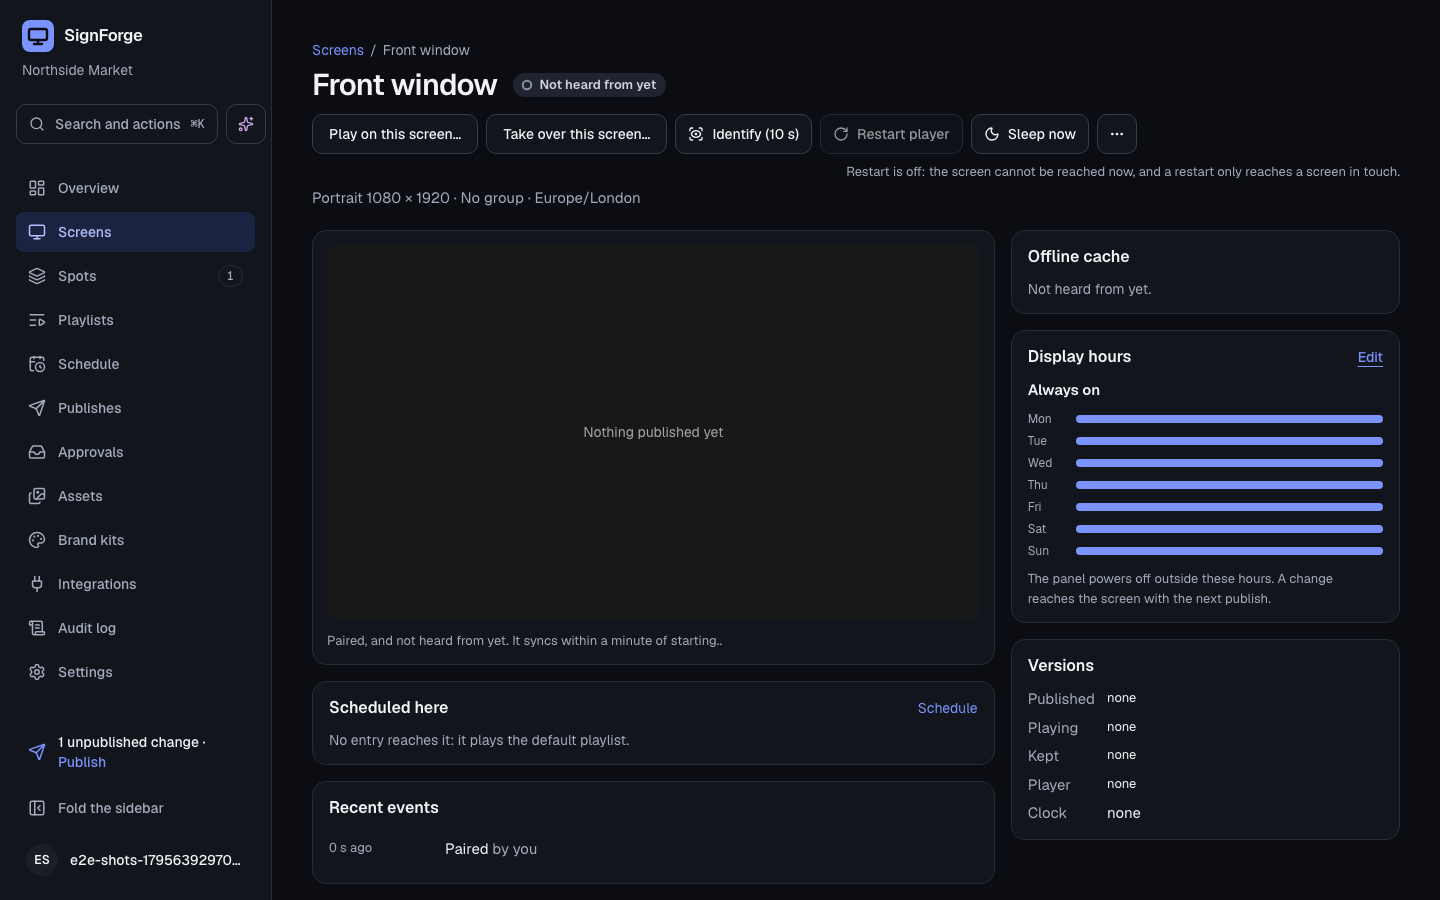 SignForge
Northside Market
Search and actions ⌘K
Overview
Screens
Spots 1
Playlists
Schedule
Publishes
Approvals
Assets
Brand kits
Integrations
Audit log
Settings
1 unpublished change ·
Publish
Fold the sidebar
ES e2e-shots-17956392970…
Screens / Front window
Front window
Not heard from yet
Play on this screen…
Take over this screen…
Identify (10 s)
Restart player
Sleep now
Restart is off: the screen cannot be reached now, and a restart only reaches a screen in touch.
Portrait 1080 × 1920 · No group · Europe/London
Nothing published yet
Paired, and not heard from yet. It syncs within a minute of starting..
Scheduled here
Schedule
No entry reaches it: it plays the default playlist.
Recent events
0 s ago Paired by you
Offline cache
Not heard from yet.
Display hours
Edit
Always on
Mon
Tue
Wed
Thu
Fri
Sat
Sun
The panel powers off outside these hours. A change
reaches the screen with the next publish.
Versions
Published none
Playing none
Kept none
Player none
Clock none